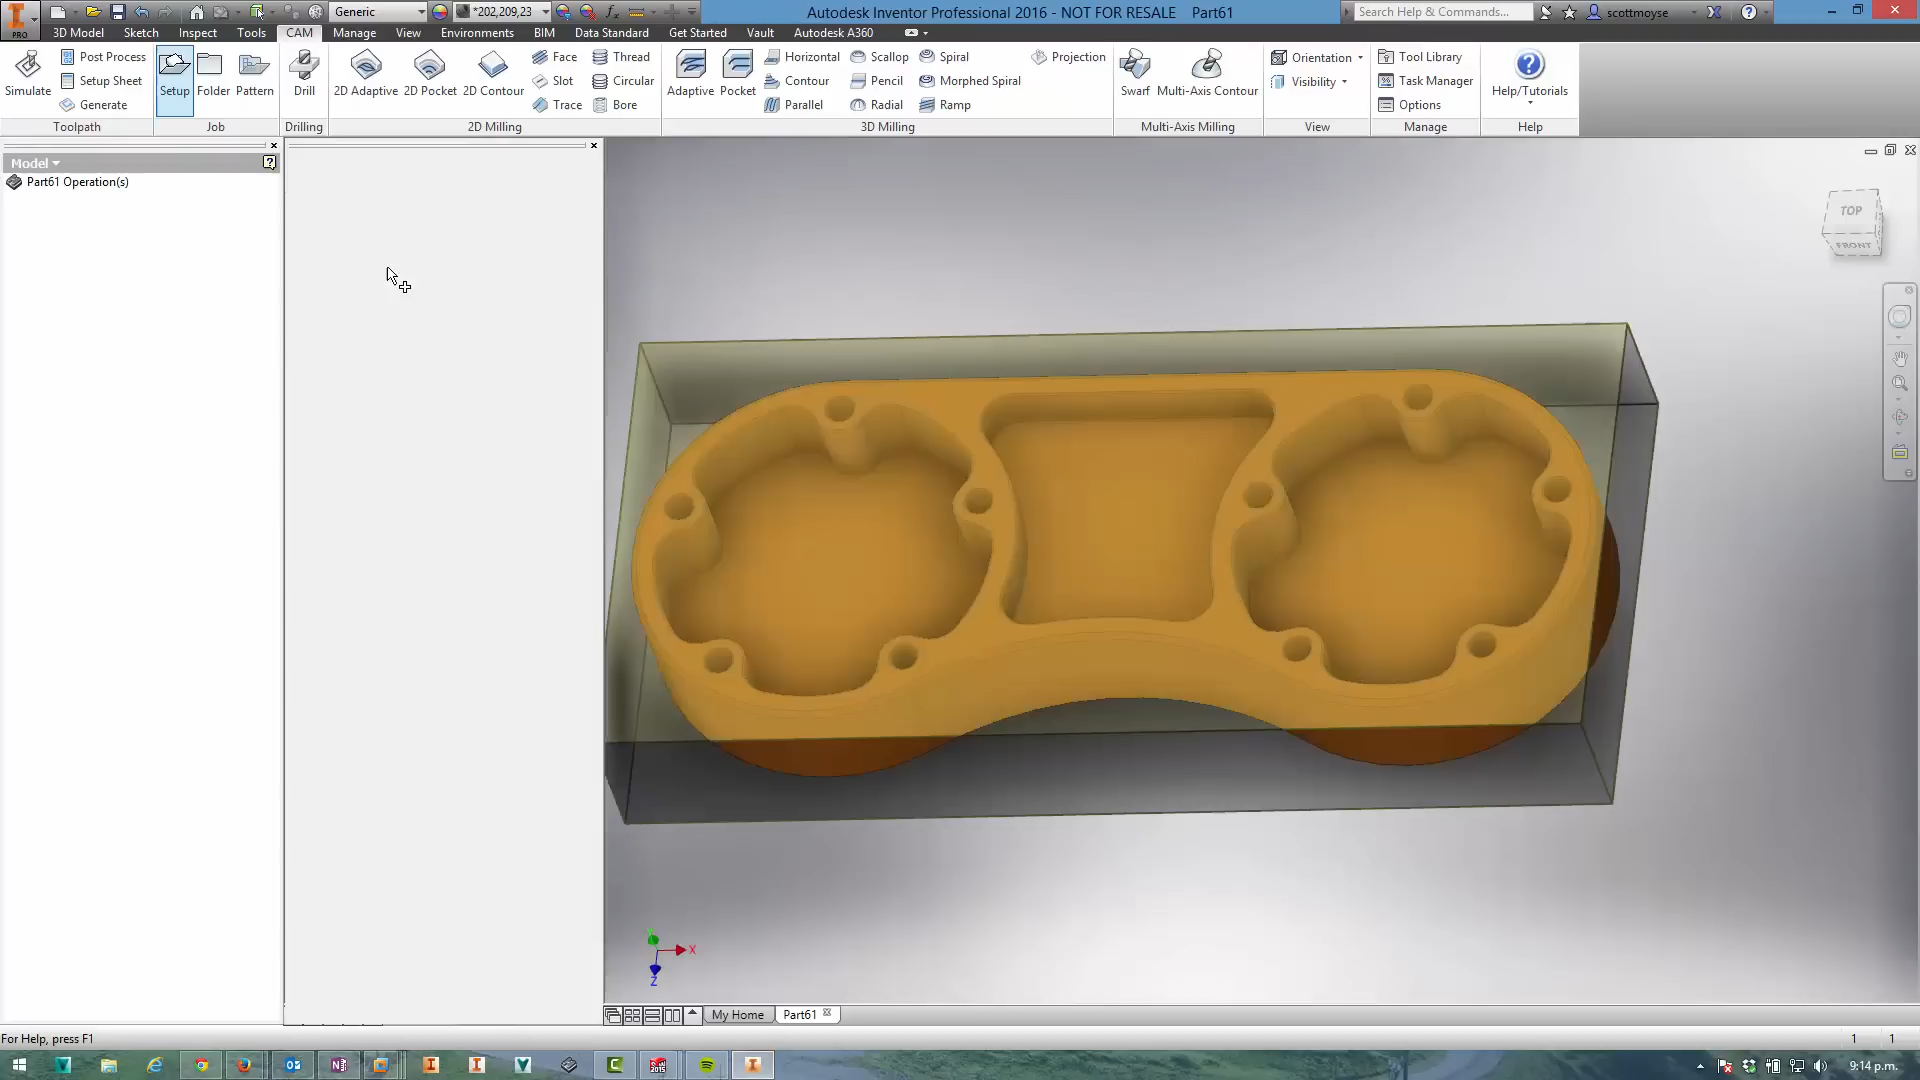 PRO
Generic
*202,209,23
Autodesk Inventor Professional 2016 - NOT FOR RESALE Part61
Search Help & Commands...
scottmoyse
3D Model Sketch Inspect Tools CAM Manage View Environments BIM Data Standard Get Started Vault Autodesk A360
Simulate
Post Process
Setup Sheet
Generate
Toolpath
Setup
Folder
Pattern
Job
Drill
Drilling
2D Adaptive
2D Pocket
2D Contour
Face
Slot
Trace
Thread
Circular
Bore
2D Milling
Adaptive
Pocket
Horizontal
Contour
Parallel
Scallop
Pencil
Radial
Spiral
Morphed Spiral
Ramp
Projection
3D Milling
Swarf
Multi-Axis Contour
Multi-Axis Milling
Orientation
Visibility
View
Tool Library
Task Manager
Options
Manage
Help/Tutorials
Help
Model
Part61 Operation(s)
TOP
FRONT
Y
X
Z
My Home
Part61
For Help, press F1
1 1
9:14 p.m.